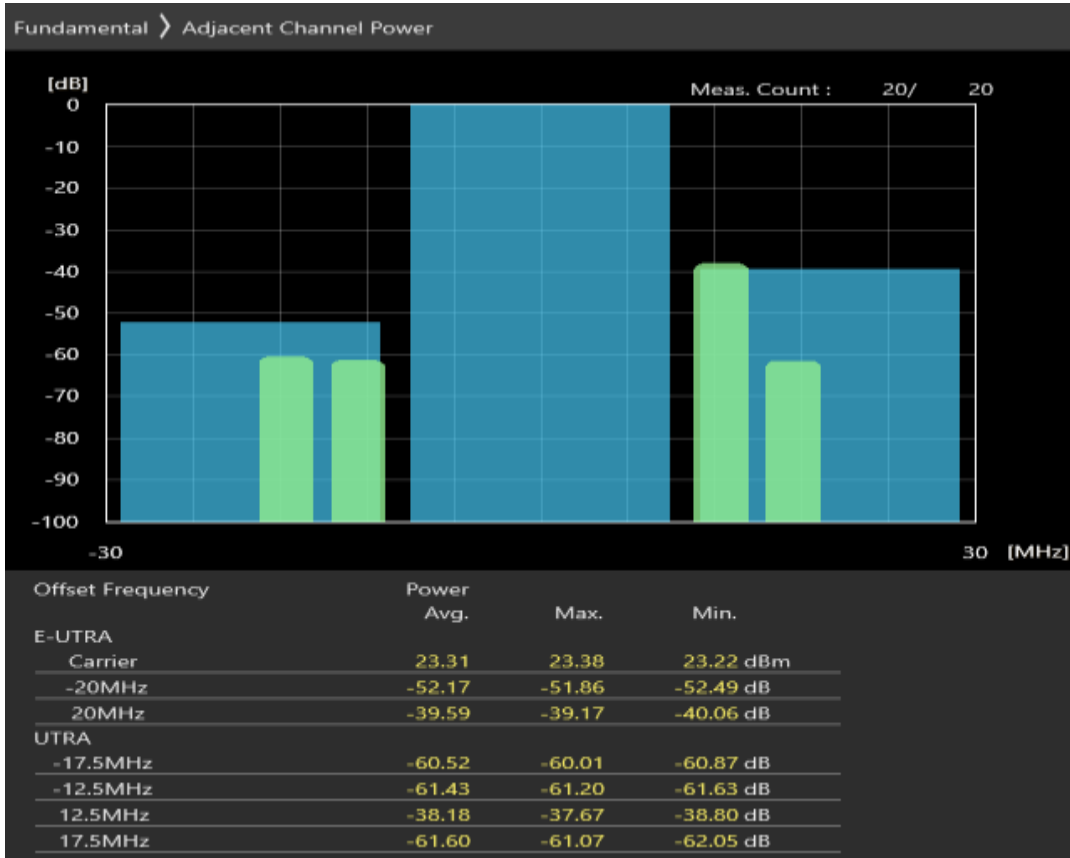 Fundamental 〉 Adjacent Channel Power
[dB]
Meas. Count : 20/ 20
0
-10
-20
-30
-40
-50
-60
-70
-80
-90
-100
-30 30 [MHz]
Offset Frequency Power
Avg. Max. Min.
E-UTRA
Carrier 23.31 23.38 23.22 dBm
-20MHz -52.17 -51.86 -52.49 dB
20MHz -39.59 -39.17 -40.06 dB
UTRA
-17.5MHz -60.52 -60.01 -60.87 dB
-12.5MHz -61.43 -61.20 -61.63 dB
12.5MHz -38.18 -37.67 -38.80 dB
17.5MHz -61.60 -61.07 -62.05 dB